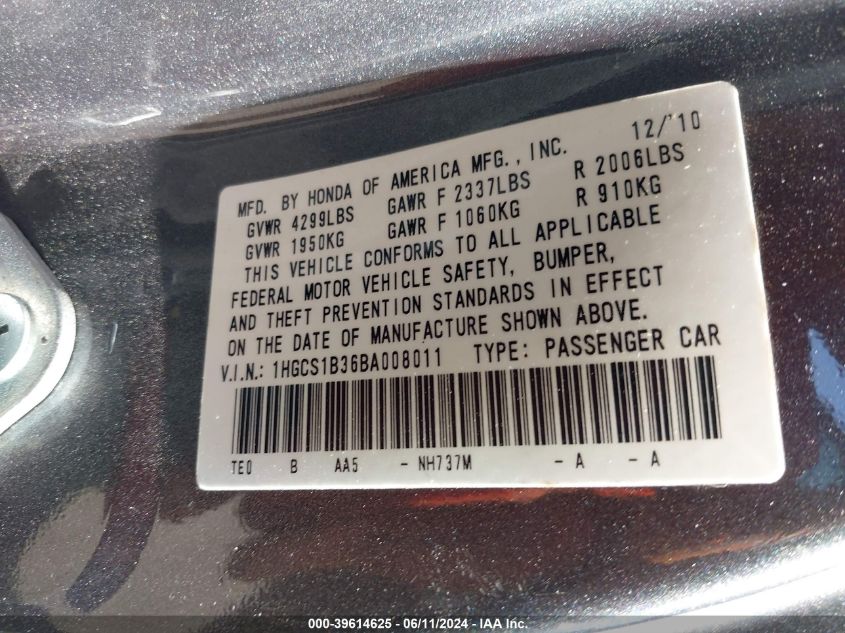 12/'10
MFD. BY HONDA OF AMERICA MFG., INC.
GVWR 4299LBS GAWR F 2337LBS R 2006LBS
GVWR 1950KG GAWR F 1060KG R 910KG
THIS VEHICLE CONFORMS TO ALL APPLICABLE
FEDERAL MOTOR VEHICLE SAFETY, BUMPER,
AND THEFT PREVENTION STANDARDS IN EFFECT
ON THE DATE OF MANUFACTURE SHOWN ABOVE.
V.I.N.: 1HGCS1B36BA008011 TYPE: PASSENGER CAR
TE0 B AA5 - NH737M - A - A
000-39614625 - 06/11/2024 - IAA Inc.